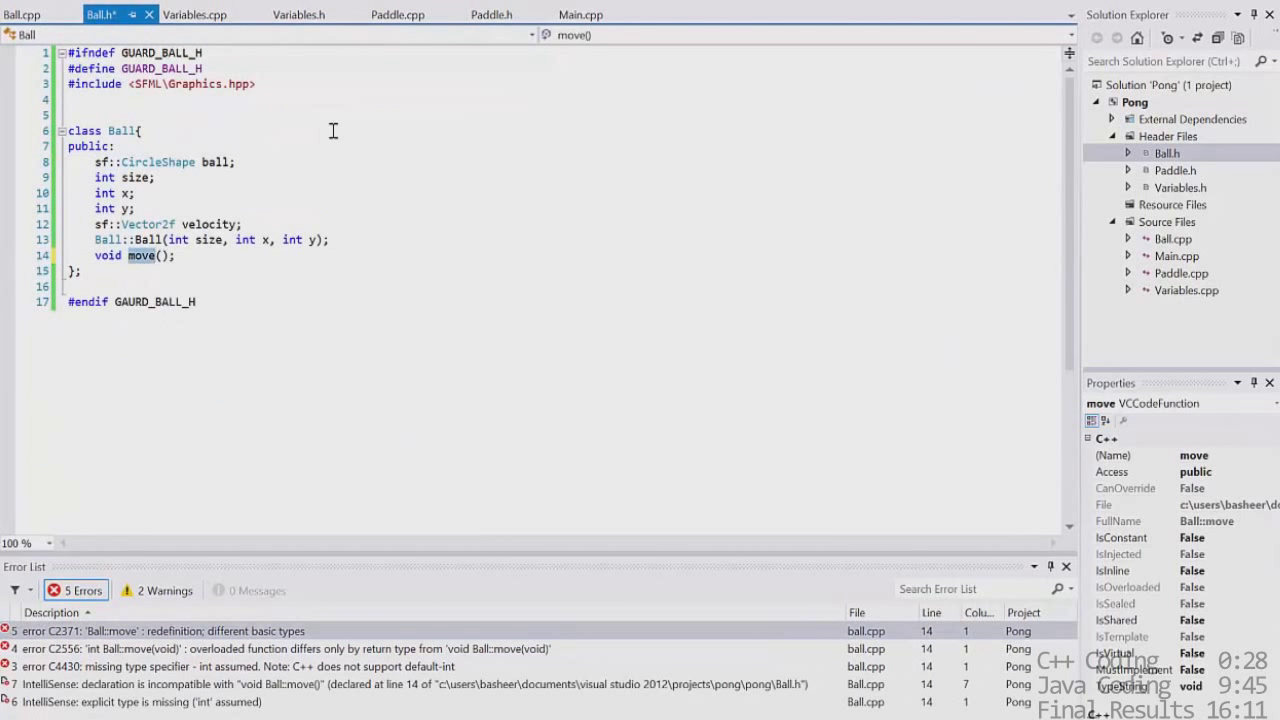 Ball.cpp Ball.h* Variables.cpp Variables.h Paddle.cpp Paddle.h Main.cpp
Ball move()
1 #ifndef GUARD_BALL_H
2 #define GUARD_BALL_H
3 #include <SFML\Graphics.hpp>
4
5
6 class Ball{
7 public:
8 sf::CircleShape ball;
9 int size;
10 int x;
11 int y;
12 sf::Vector2f velocity;
13 Ball::Ball(int size, int x, int y);
14 void move();
15 };
16
17 #endif GAURD_BALL_H
100 %
Solution Explorer
Search Solution Explorer (Ctrl+;)
Solution 'Pong' (1 project)
Pong
External Dependencies
Header Files
Ball.h
Paddle.h
Variables.h
Resource Files
Source Files
Ball.cpp
Main.cpp
Paddle.cpp
Variables.cpp
Properties
move VCCodeFunction
C++
(Name) move
Access public
CanOverride False
File c:\users\basheer\do
FullName Ball::move
IsConstant False
IsInjected False
IsInline False
IsOverloaded False
IsSealed False
IsShared False
IsTemplate False
IsVirtual False
MustImplement False
TypeString void
C++
Error List
5 Errors 2 Warnings 0 Messages Search Error List
Description File Line Colu... Project
5 error C2371: 'Ball::move' : redefinition; different basic types ball.cpp 14 1 Pong
4 error C2556: 'int Ball::move(void)' : overloaded function differs only by return type from 'void Ball::move(void)' ball.cpp 14 1 Pong
3 error C4430: missing type specifier - int assumed. Note: C++ does not support default-int ball.cpp 14 1 Pong
7 IntelliSense: declaration is incompatible with "void Ball::move()" (declared at line 14 of "c:\users\basheer\documents\visual studio 2012\projects\pong\pong\Ball.h") Ball.cpp 14 7 Pong
6 IntelliSense: explicit type is missing ('int' assumed) Ball.cpp 14 1 Pong
C++ Coding 0:28
Java Coding 9:45
Final Results 16:11